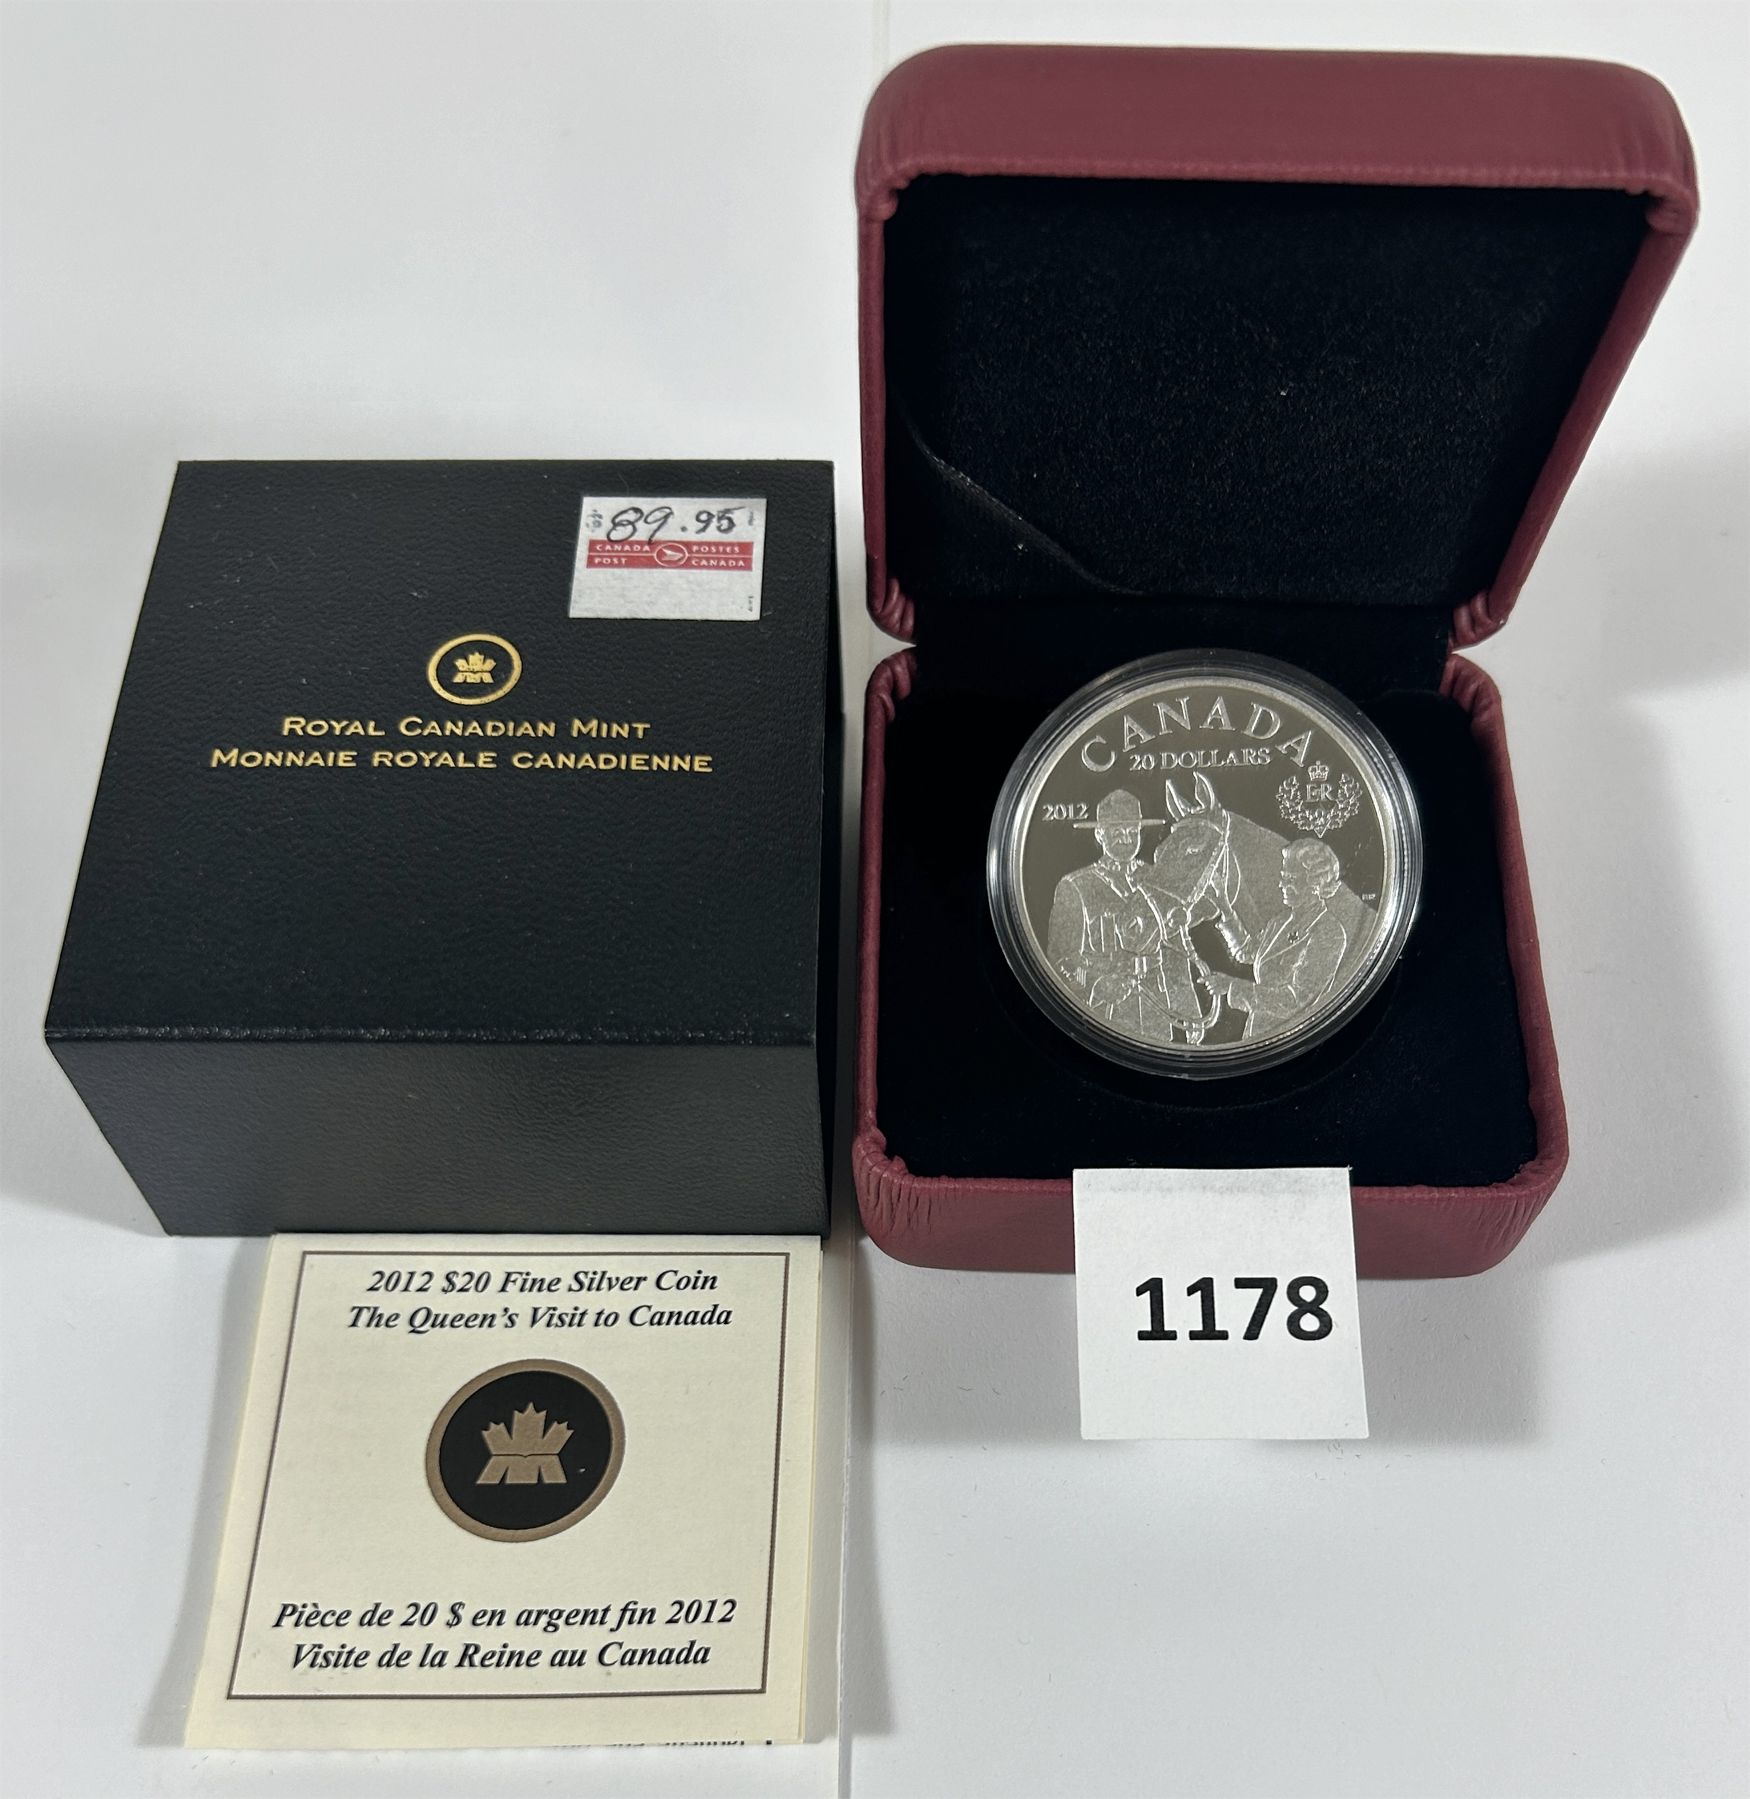 89.95
CANADA POSTES
POST CANADA
ROYAL CANADIAN MINT
MONNAIE ROYALE CANADIENNE
CANADA
20 DOLLARS
2012
ER
1178
2012 $20 Fine Silver Coin
The Queen's Visit to Canada
Pièce de 20 $ en argent fin 2012
Visite de la Reine au Canada